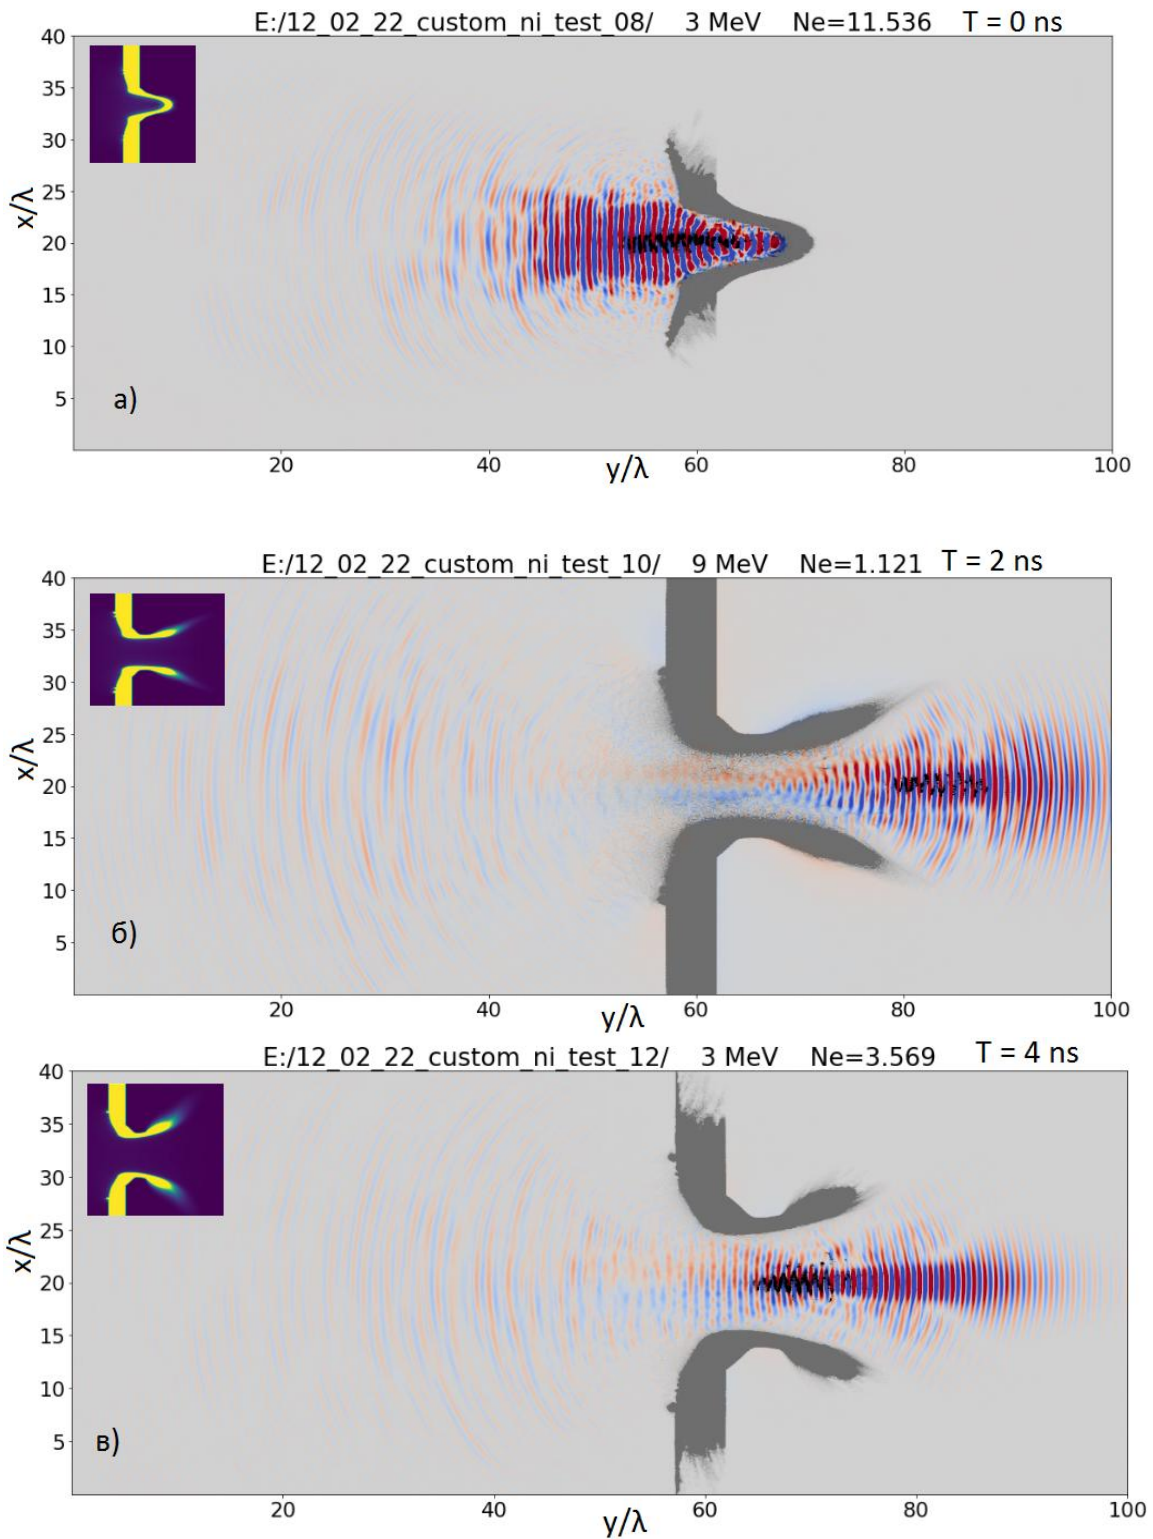 E:/12_02_22_custom_ni_test_08/ 3 MeV Ne=11.536 T = 0 ns
40
35
30
25
20
15
10
5
x/λ
а)
20 40 60 80 100
y/λ
E:/12_02_22_custom_ni_test_10/ 9 MeV Ne=1.121 T = 2 ns
40
35
30
25
20
15
10
5
x/λ
б)
20 40 60 80 100
y/λ
E:/12_02_22_custom_ni_test_12/ 3 MeV Ne=3.569 T = 4 ns
40
35
30
25
20
15
10
5
x/λ
в)
20 40 60 80 100
y/λ